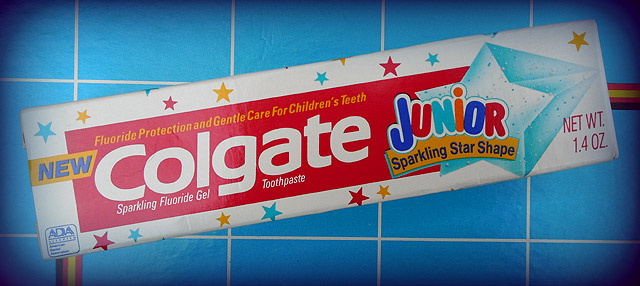 Fluoride Protection and Gentle Care For Children's Teeth
NEW
Colgate
Sparkling Fluoride Gel
Toothpaste
JUNIOR
Sparkling Star Shape
NET WT.
1.4 OZ.
ADA